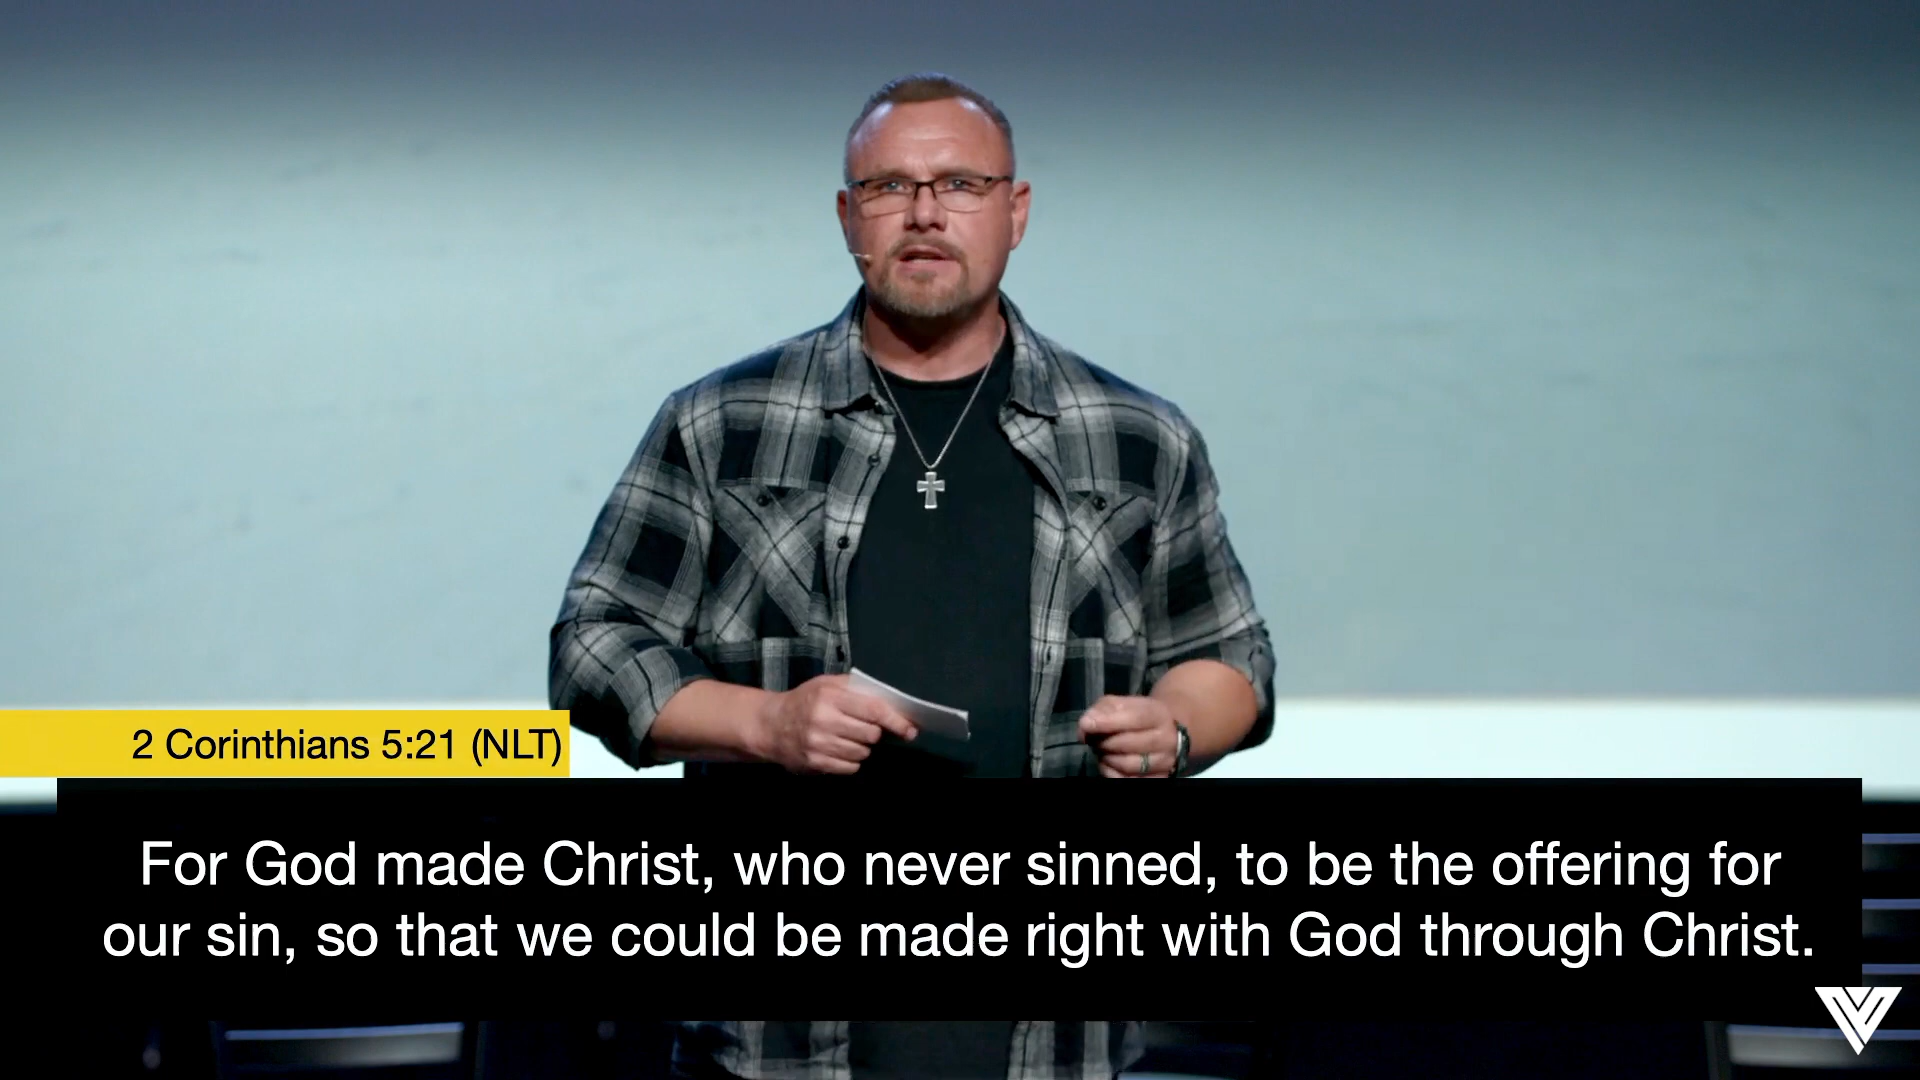 2 Corinthians 5:21 (NLT)
For God made Christ, who never sinned, to be the offering for
our sin, so that we could be made right with God through Christ.